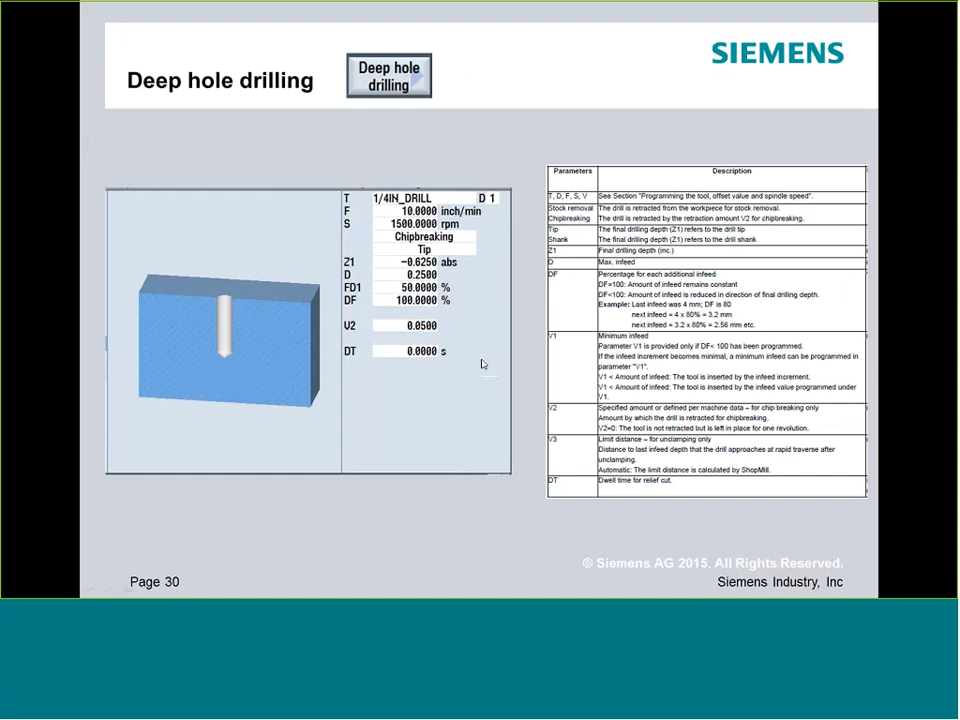 SIEMENS
Deep hole drilling
Deep hole
drilling
T 1/4IN_DRILL D 1
F 10.0000 inch/min
S 1500.0000 rpm
Chipbreaking
Tip
Z1 -0.6250 abs
D 0.2500
FD1 50.0000 %
DF 100.0000 %
V2 0.0500
DT 0.0000 s
Parameters Description
T, D, F, S, V See Section "Programming the tool, offset value and spindle speed".
Stock removal The drill is retracted from the workpiece for stock removal.
Chipbreaking The drill is retracted by the retraction amount V2 for chipbreaking.
Tip The final drilling depth (Z1) refers to the drill tip
Shank The final drilling depth (Z1) refers to the drill shank
Z1 Final drilling depth (inc.)
D Max. infeed
DF Percentage for each additional infeed
DF=100: Amount of infeed remains constant
DF<100: Amount of infeed is reduced in direction of final drilling depth.
Example: Last infeed was 4 mm; DF is 80
next infeed = 4 x 80% = 3.2 mm
next infeed = 3.2 x 80% = 2.56 mm etc.
V1 Minimum infeed
Parameter V1 is provided only if DF< 100 has been programmed.
If the infeed increment becomes minimal, a minimum infeed can be programmed in
parameter "V1".
V1 < Amount of infeed: The tool is inserted by the infeed increment.
V1 < Amount of infeed: The tool is inserted by the infeed value programmed under
V1.
V2 Specified amount or defined per machine data – for chip breaking only
Amount by which the drill is retracted for chipbreaking.
V2=0: The tool is not retracted but is left in place for one revolution.
V3 Limit distance – for unclamping only
Distance to last infeed depth that the drill approaches at rapid traverse after
unclamping.
Automatic: The limit distance is calculated by ShopMill.
DT Dwell time for relief cut.
© Siemens AG 2015. All Rights Reserved.
Page 30 Siemens Industry, Inc